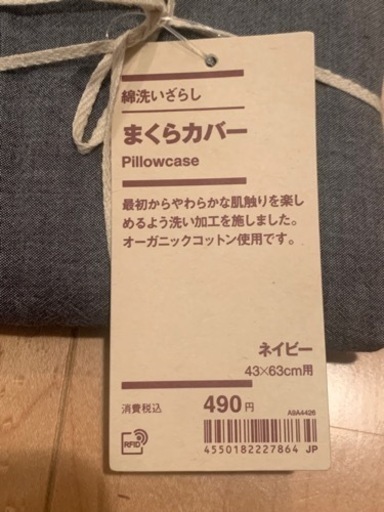 綿洗いざらし
まくらカバー
Pillowcase
最初からやわらかな肌触りを楽し
めるよう洗い加工を施しました。
オーガニックコットン使用です。
ネイビー
43×63cm用
消費税込 490円
A9A4426
RFID
4550182227864 JP